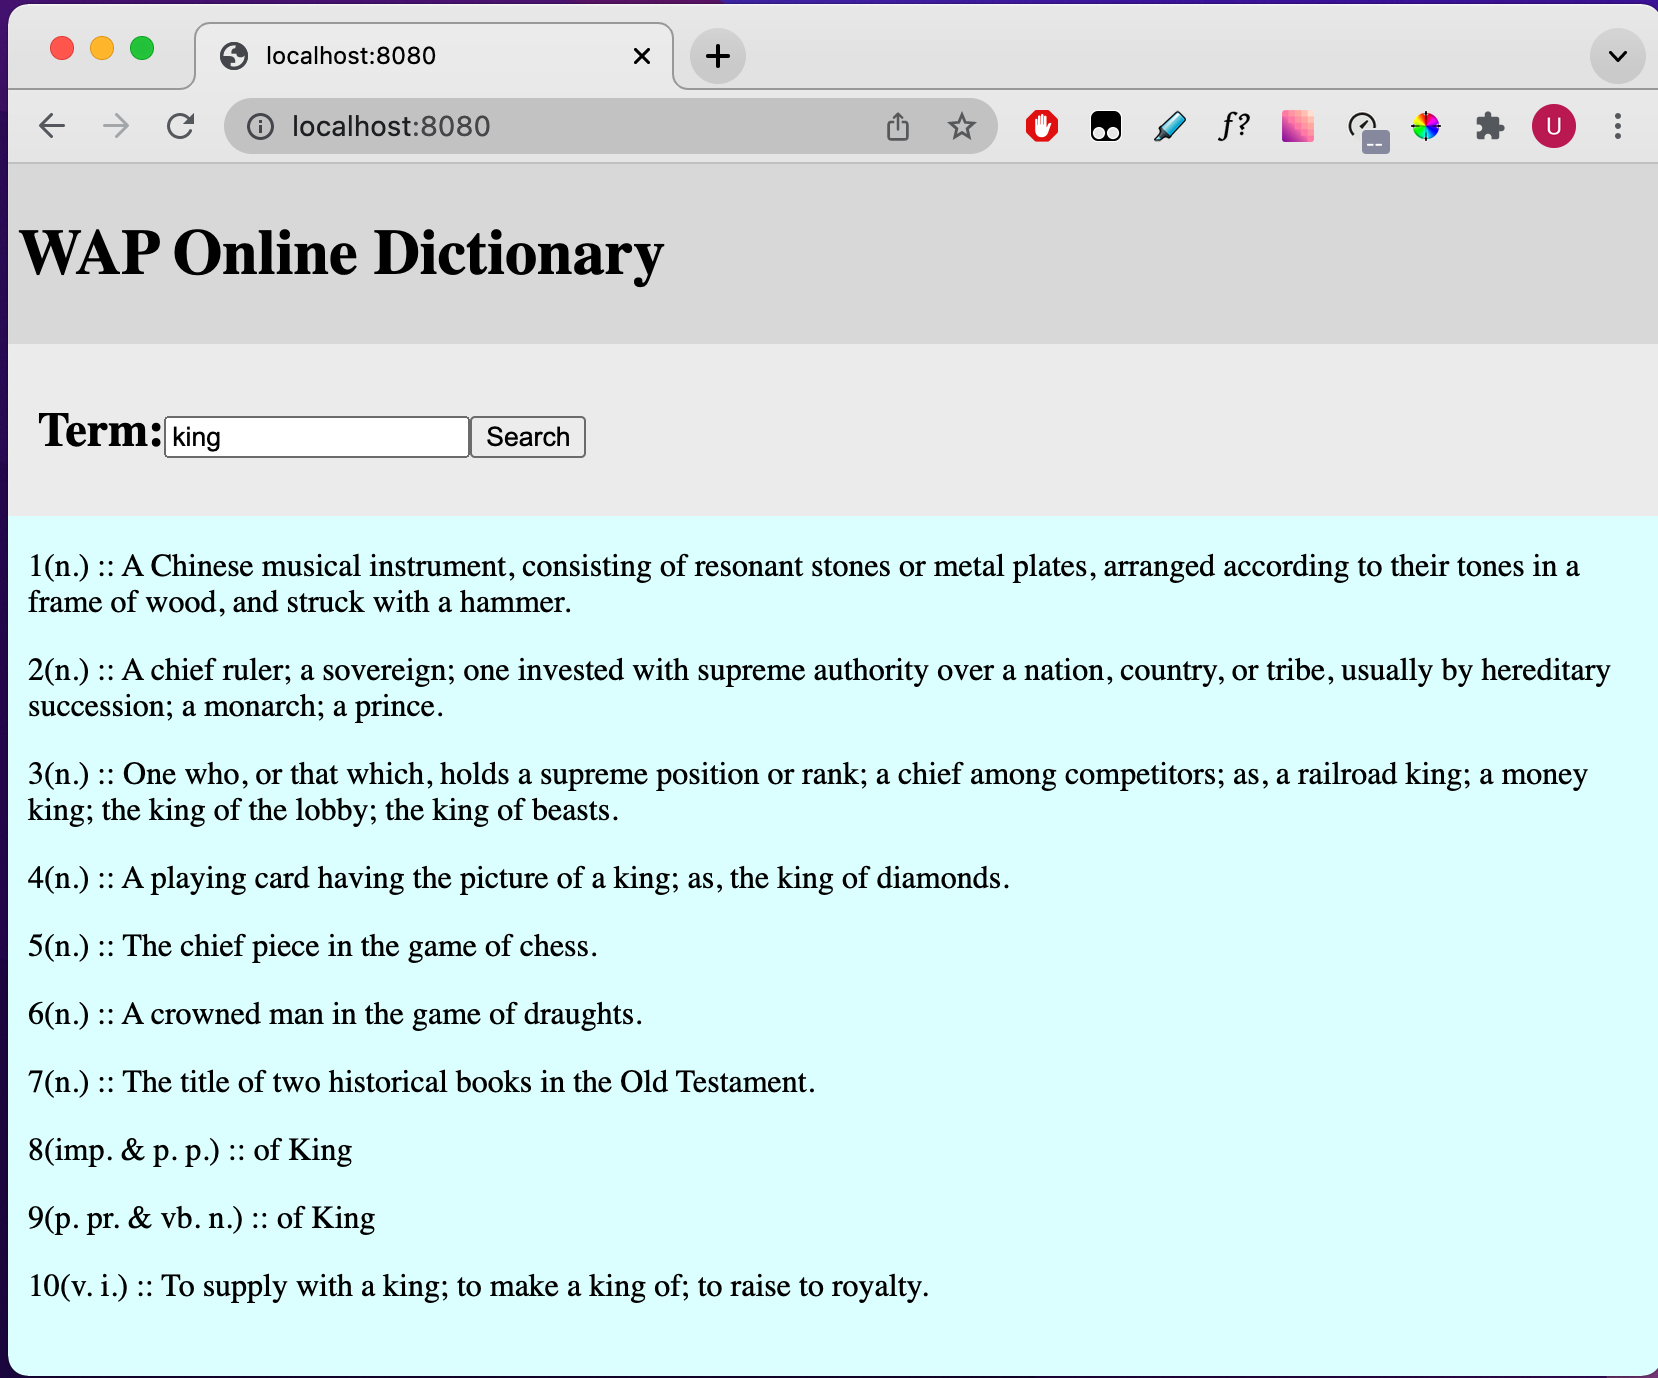 localhost:8080
localhost:8080
f?
--
U
WAP Online Dictionary
Term: king Search
1(n.) :: A Chinese musical instrument, consisting of resonant stones or metal plates, arranged according to their tones in a
frame of wood, and struck with a hammer.
2(n.) :: A chief ruler; a sovereign; one invested with supreme authority over a nation, country, or tribe, usually by hereditary
succession; a monarch; a prince.
3(n.) :: One who, or that which, holds a supreme position or rank; a chief among competitors; as, a railroad king; a money
king; the king of the lobby; the king of beasts.
4(n.) :: A playing card having the picture of a king; as, the king of diamonds.
5(n.) :: The chief piece in the game of chess.
6(n.) :: A crowned man in the game of draughts.
7(n.) :: The title of two historical books in the Old Testament.
8(imp. & p. p.) :: of King
9(p. pr. & vb. n.) :: of King
10(v. i.) :: To supply with a king; to make a king of; to raise to royalty.